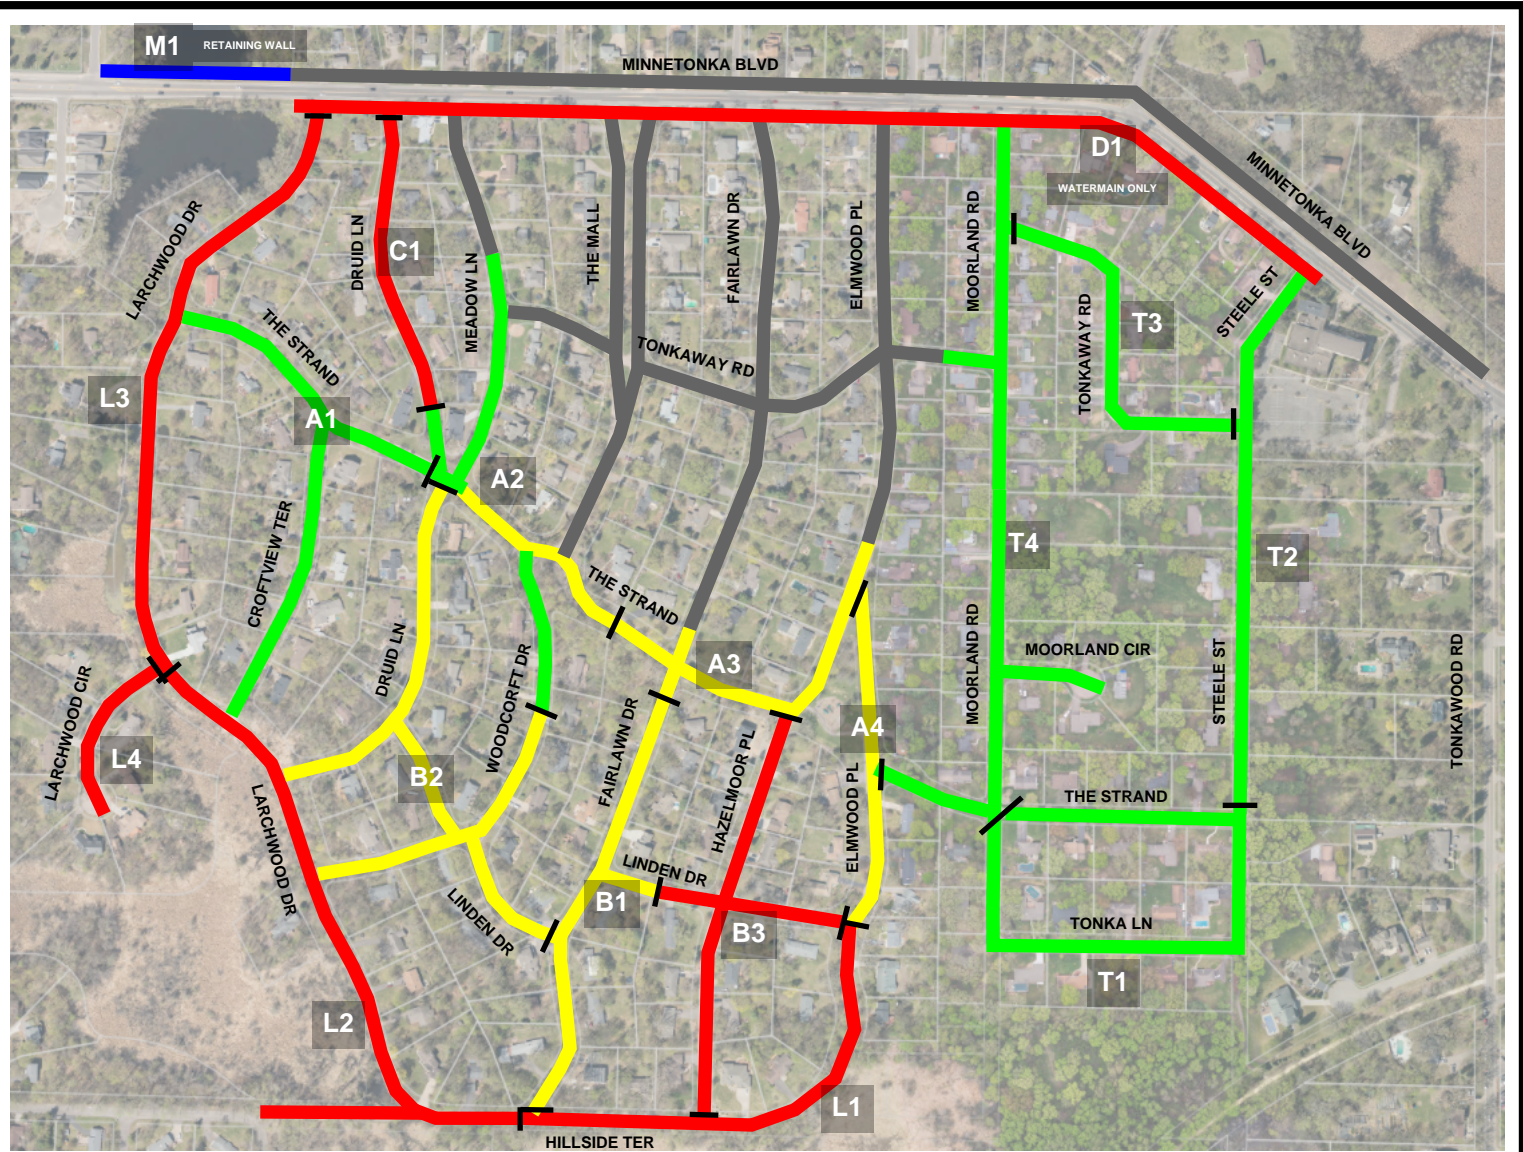 M1
RETAINING WALL
MINNETONKA BLVD
D1
WATERMAIN ONLY
MINNETONKA BLVD
LARCHWOOD DR
DRUID LN
C1
MEADOW LN
THE MALL
FAIRLAWN DR
ELMWOOD PL
MOORLAND RD
TONKAWAY RD
T3
STEELE ST
THE STRAND
TONKAWAY RD
L3
A1
A2
CROFTVIEW TER
T4
T2
THE STRAND
DRUID LN
WOODCORFT DR
A3
MOORLAND RD
MOORLAND CIR
STEELE ST
TONKAWOOD RD
LARCHWOOD CIR
L4
B2
FAIRLAWN DR
HAZELMOOR PL
A4
ELMWOOD PL
THE STRAND
LARCHWOOD DR
LINDEN DR
LINDEN DR
B1
B3
TONKA LN
T1
L2
L1
HILLSIDE TER